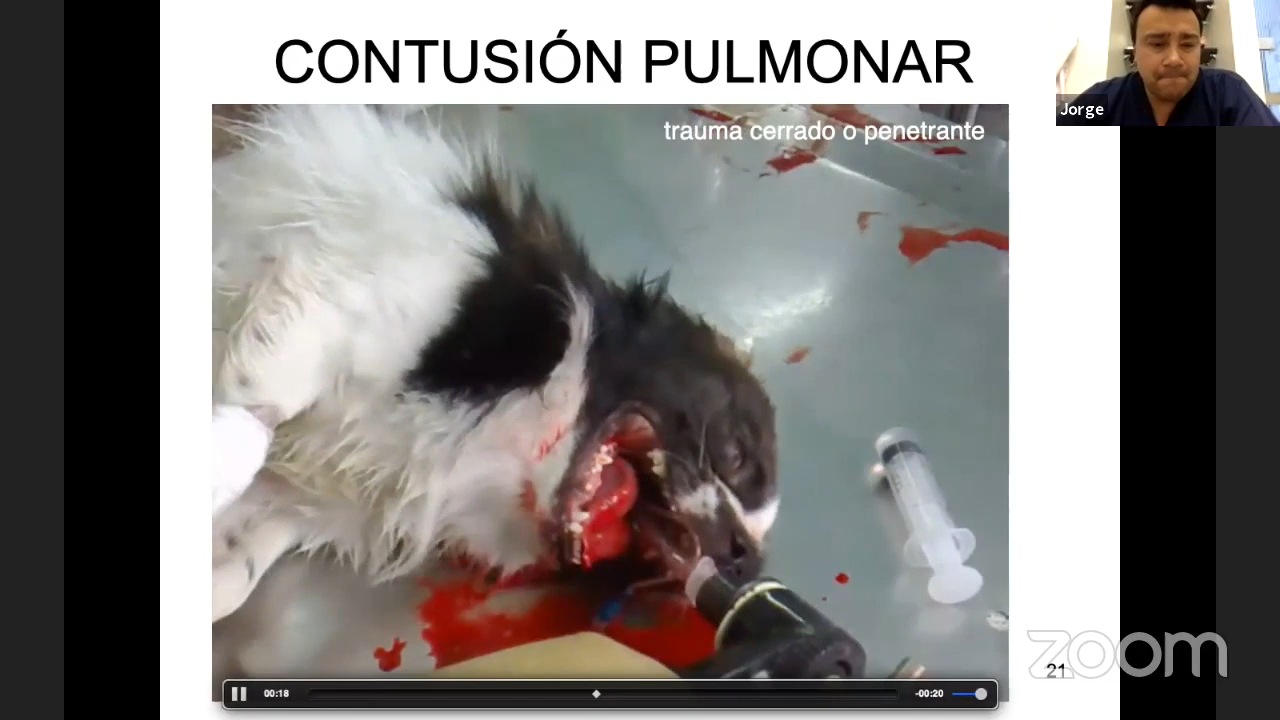 CONTUSIÓN PULMONAR
Jorge
trauma cerrado o penetrante
00:18
-00:20
21
zoom